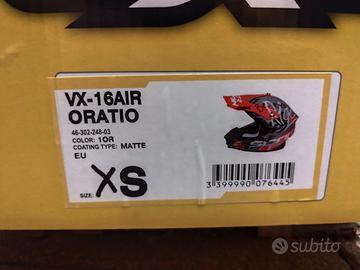 VX-16AIR
ORATIO
46-302-248-03
COLOR: 1OR
COATING TYPE: MATTE
EU
SIZE: XS
3 399990 076445
subito